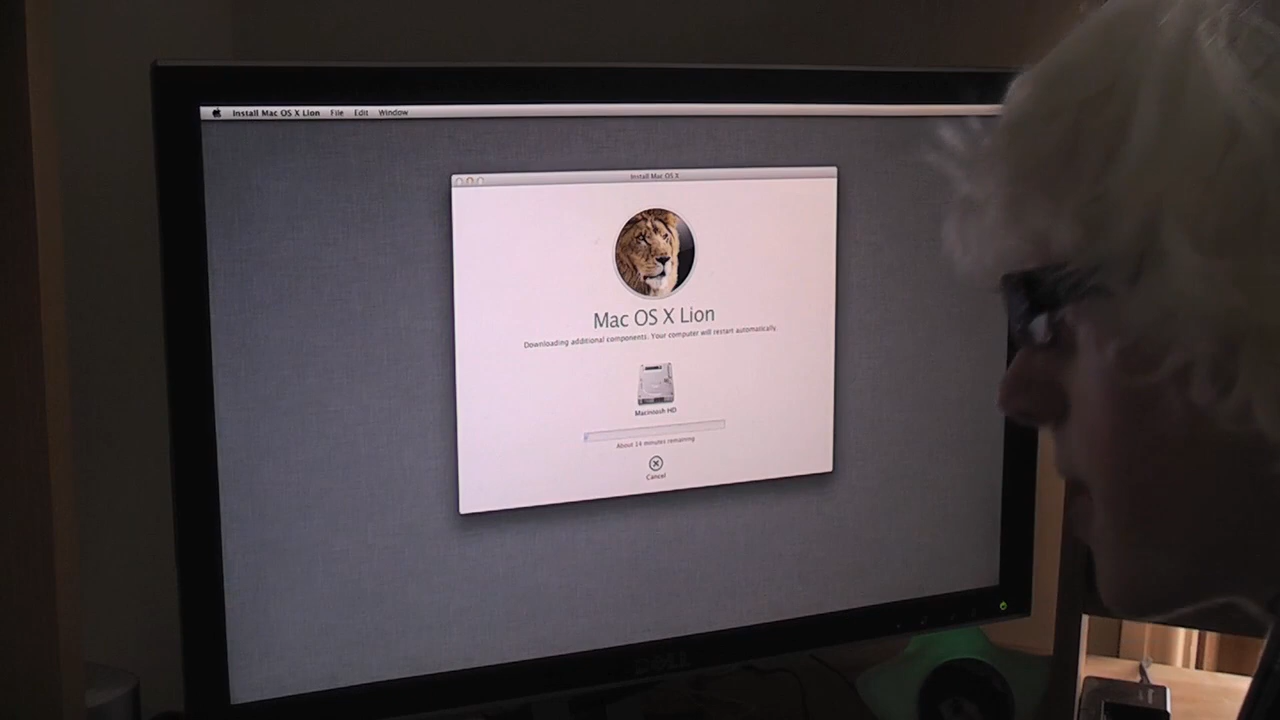 Install Mac OS X Lion File Edit Window
Install Mac OS X
Mac OS X Lion
Downloading additional components. Your computer will restart automatically.
Macintosh HD
About 14 minutes remaining
Cancel
DELL